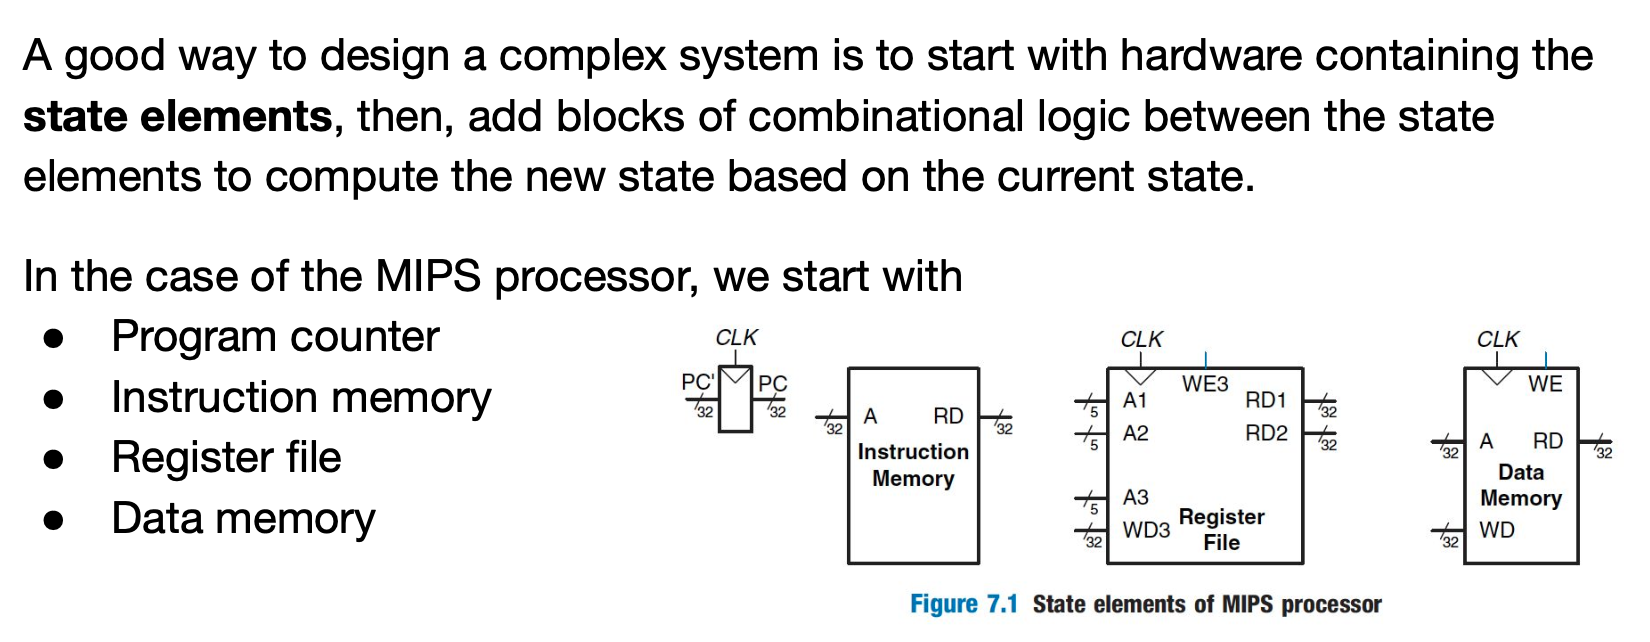 A good way to design a complex system is to start with hardware containing the
state elements, then, add blocks of combinational logic between the state
elements to compute the new state based on the current state.
In the case of the MIPS processor, we start with
● Program counter
● Instruction memory
● Register file
● Data memory
CLK
PC'
PC
32
32
A
RD
32
32
Instruction
Memory
CLK
WE3
A1
RD1
5
32
A2
RD2
5
32
A3
5
WD3
32
Register
File
CLK
WE
A
RD
32
32
Data
Memory
WD
32
Figure 7.1 State elements of MIPS processor